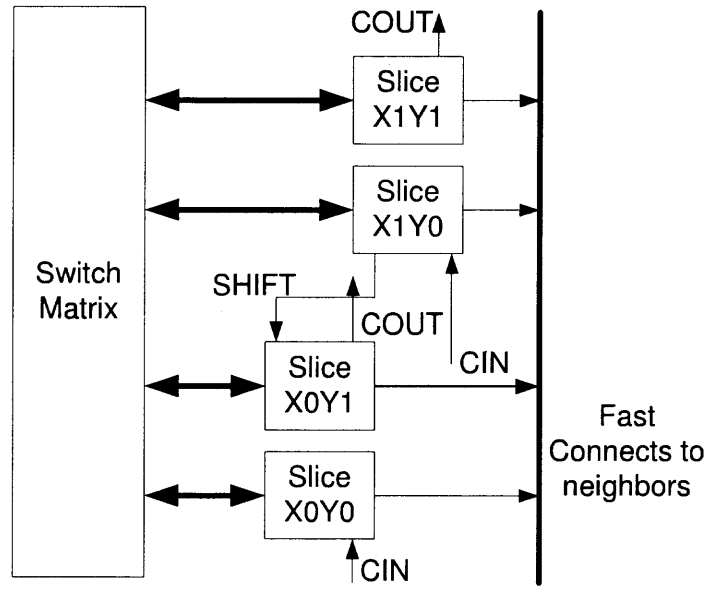 COUT
Slice
X1Y1
Slice
X1Y0
Switch
Matrix
SHIFT
COUT
CIN
Slice
X0Y1
Fast
Connects to
neighbors
Slice
X0Y0
CIN